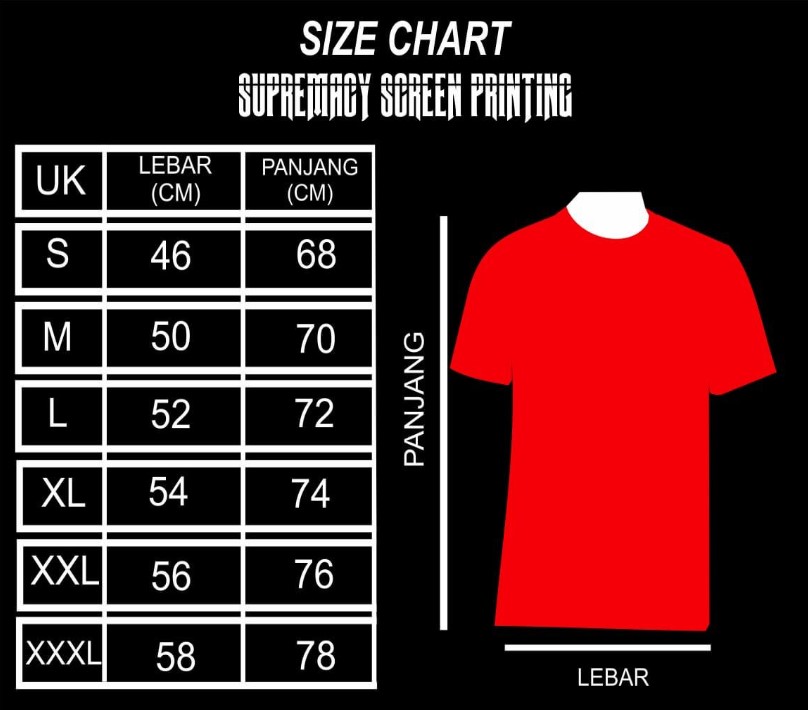 SIZE CHART
SUPREMACY SCREEN PRINTING
UK LEBAR (CM) PANJANG (CM)
S 46 68
M 50 70
L 52 72
XL 54 74
XXL 56 76
XXXL 58 78
PANJANG
LEBAR